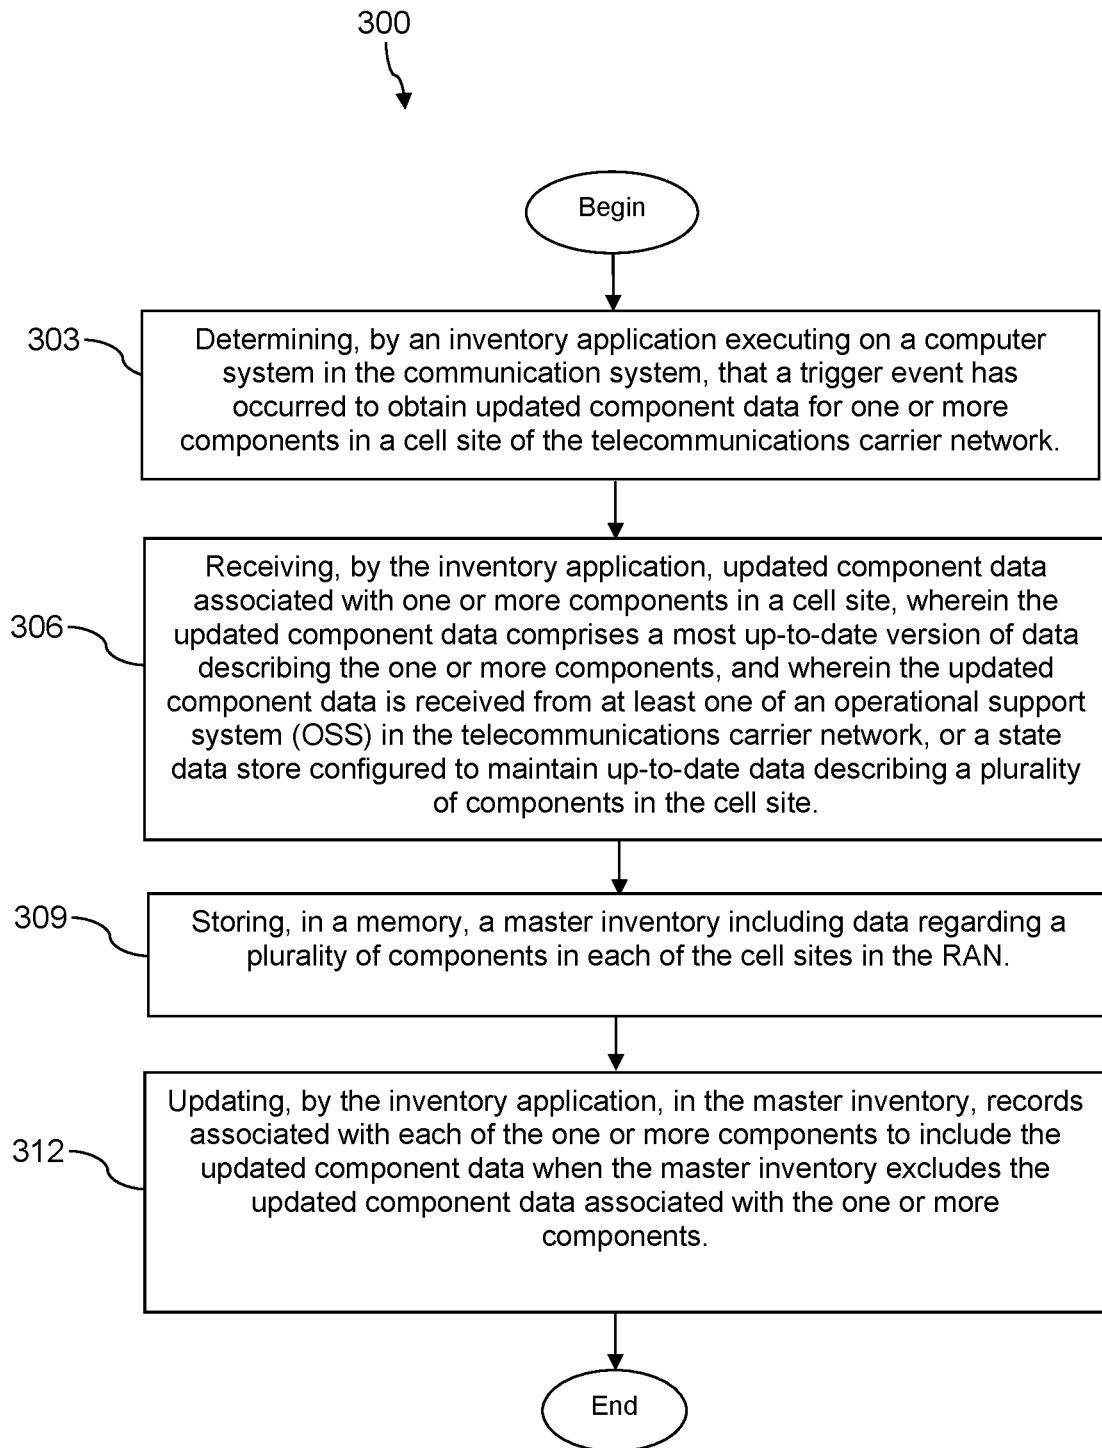 300
Begin
303
Determining, by an inventory application executing on a computer
system in the communication system, that a trigger event has
occurred to obtain updated component data for one or more
components in a cell site of the telecommunications carrier network.
306
Receiving, by the inventory application, updated component data
associated with one or more components in a cell site, wherein the
updated component data comprises a most up-to-date version of data
describing the one or more components, and wherein the updated
component data is received from at least one of an operational support
system (OSS) in the telecommunications carrier network, or a state
data store configured to maintain up-to-date data describing a plurality
of components in the cell site.
309
Storing, in a memory, a master inventory including data regarding a
plurality of components in each of the cell sites in the RAN.
312
Updating, by the inventory application, in the master inventory, records
associated with each of the one or more components to include the
updated component data when the master inventory excludes the
updated component data associated with the one or more
components.
End